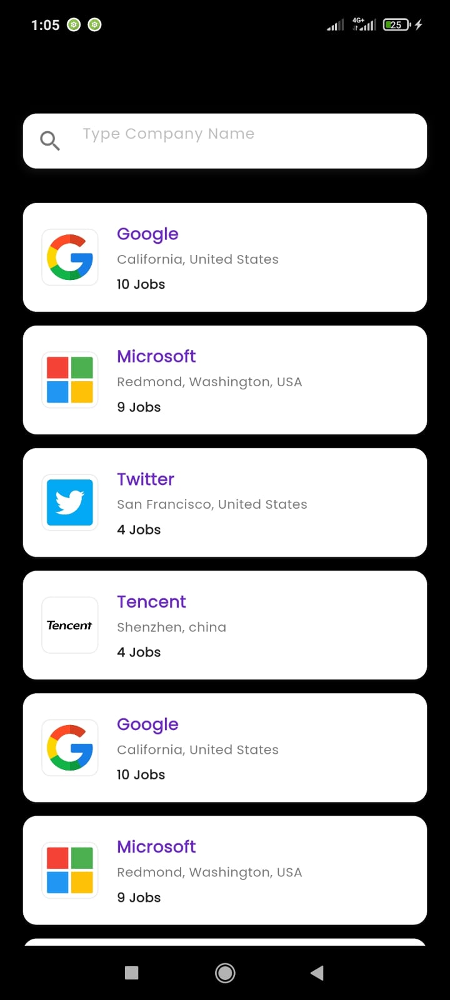 1:05
4G+
25
Type Company Name
Google
California, United States
10 Jobs
Microsoft
Redmond, Washington, USA
9 Jobs
Twitter
San Francisco, United States
4 Jobs
Tencent
Tencent
Shenzhen, china
4 Jobs
Google
California, United States
10 Jobs
Microsoft
Redmond, Washington, USA
9 Jobs